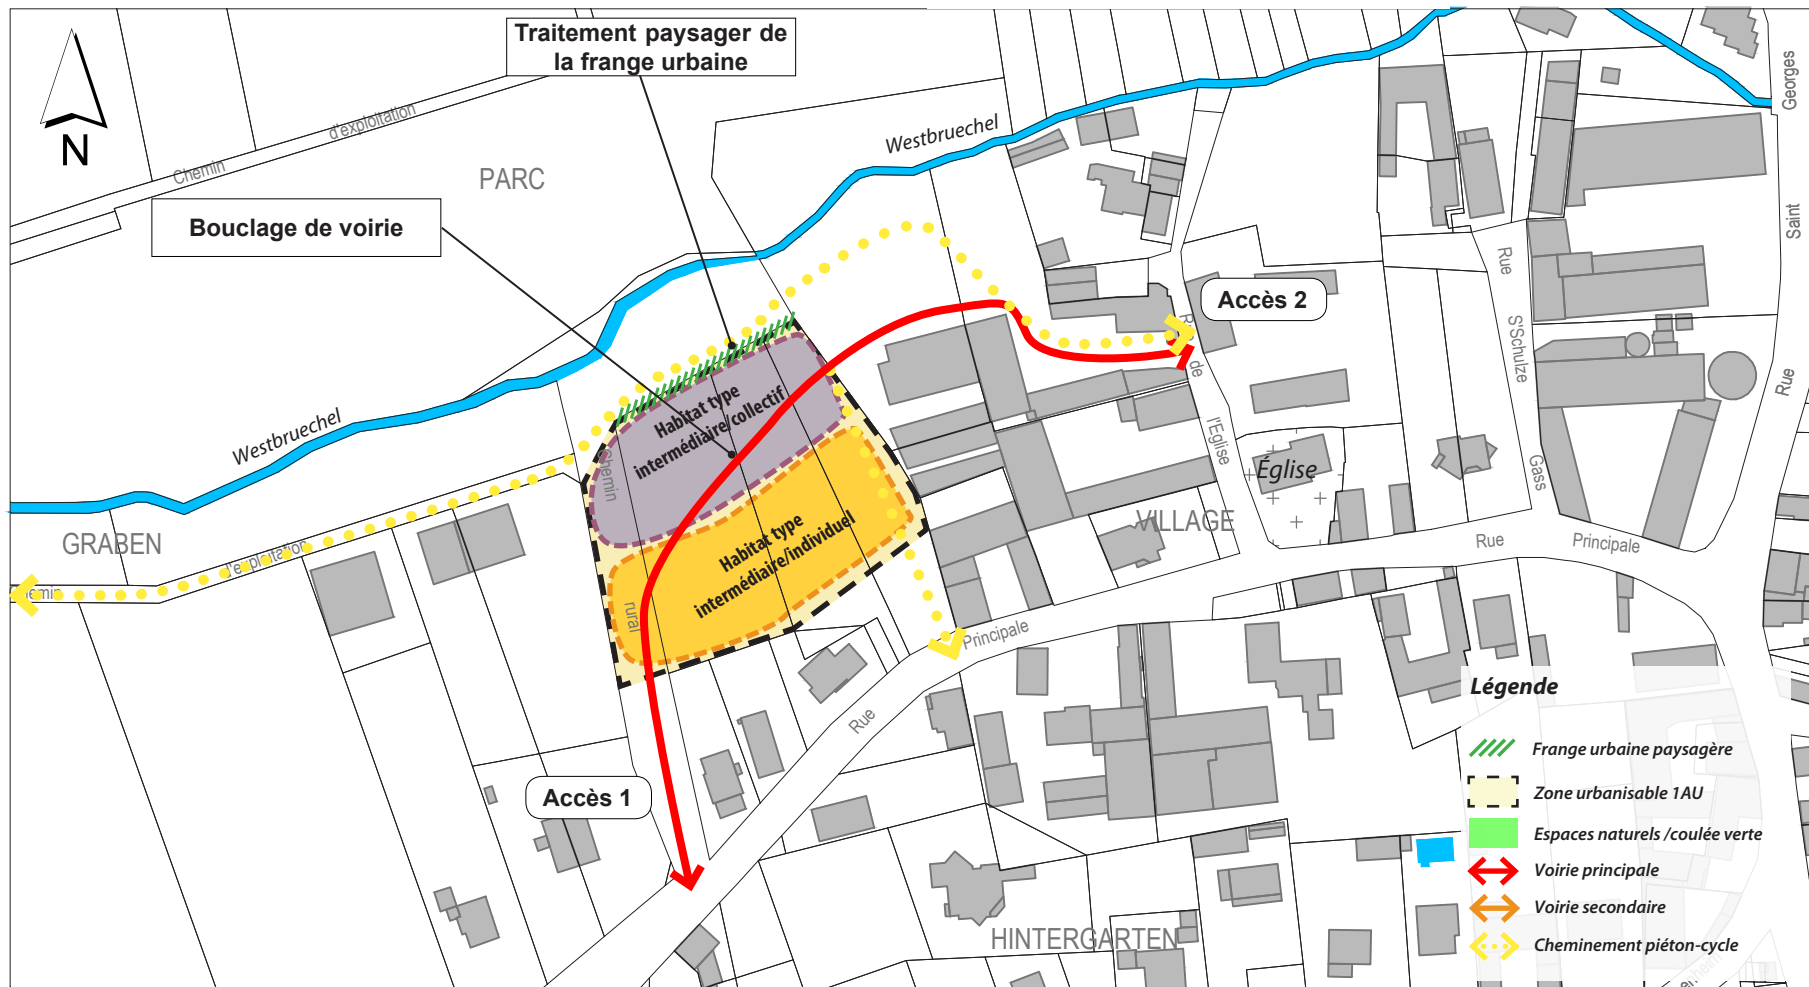 Traitement paysager de
la frange urbaine
Georges
d'exploitation
Westbruechel
N
Chemin
PARC
Bouclage de voirie
Saint
Rue
Accès 2
R
de
S'Schulze
Rue
Habitat type
intermédiaire/collectif
Westbruechel
l'Eglise
Église
Chemin
Gass
VILLAGE
GRABEN
d'exploitation
Habitat type
intermédiaire/individuel
Rue
Principale
emin
rural
Principale
Rue
Légende
Frange urbaine paysagère
Accès 1
Zone urbanisable 1AU
Espaces naturels /coulée verte
Voirie principale
Voirie secondaire
HINTERGARTEN
Cheminement piéton-cycle